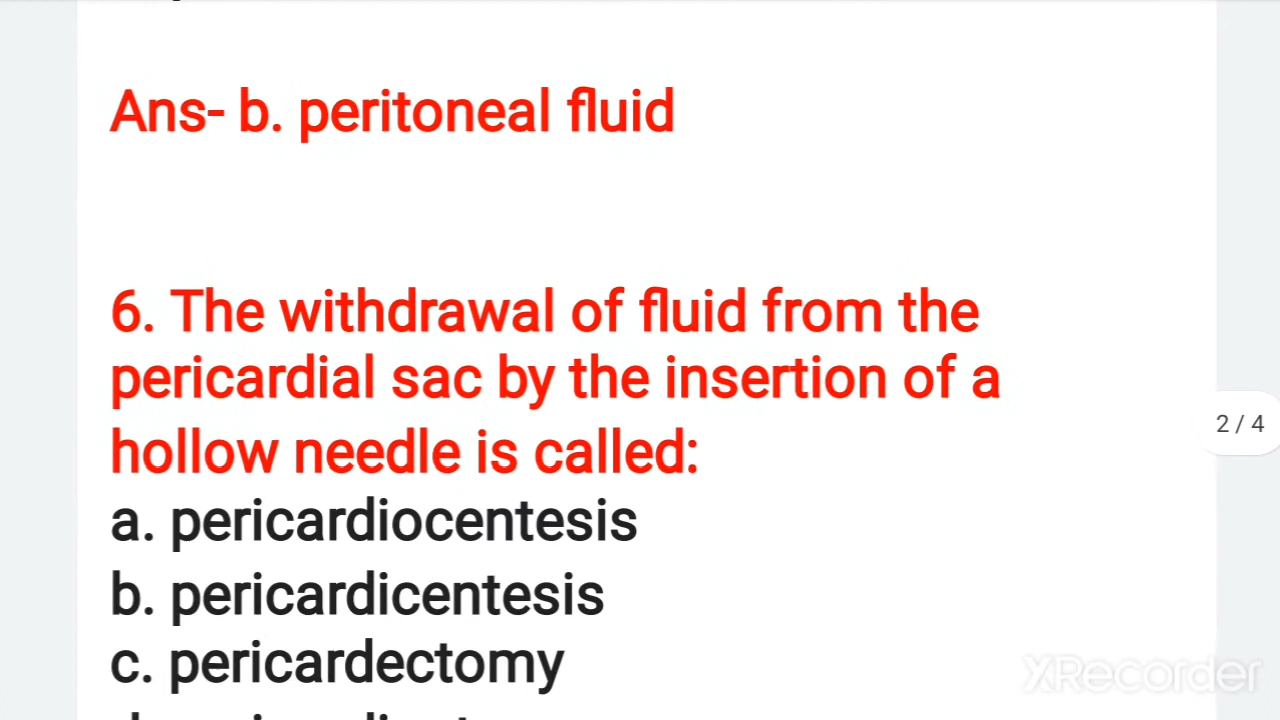 Ans- b. peritoneal fluid
6. The withdrawal of fluid from the
pericardial sac by the insertion of a
hollow needle is called:
2 / 4
a. pericardiocentesis
b. pericardicentesis
c. pericardectomy
XRecorder